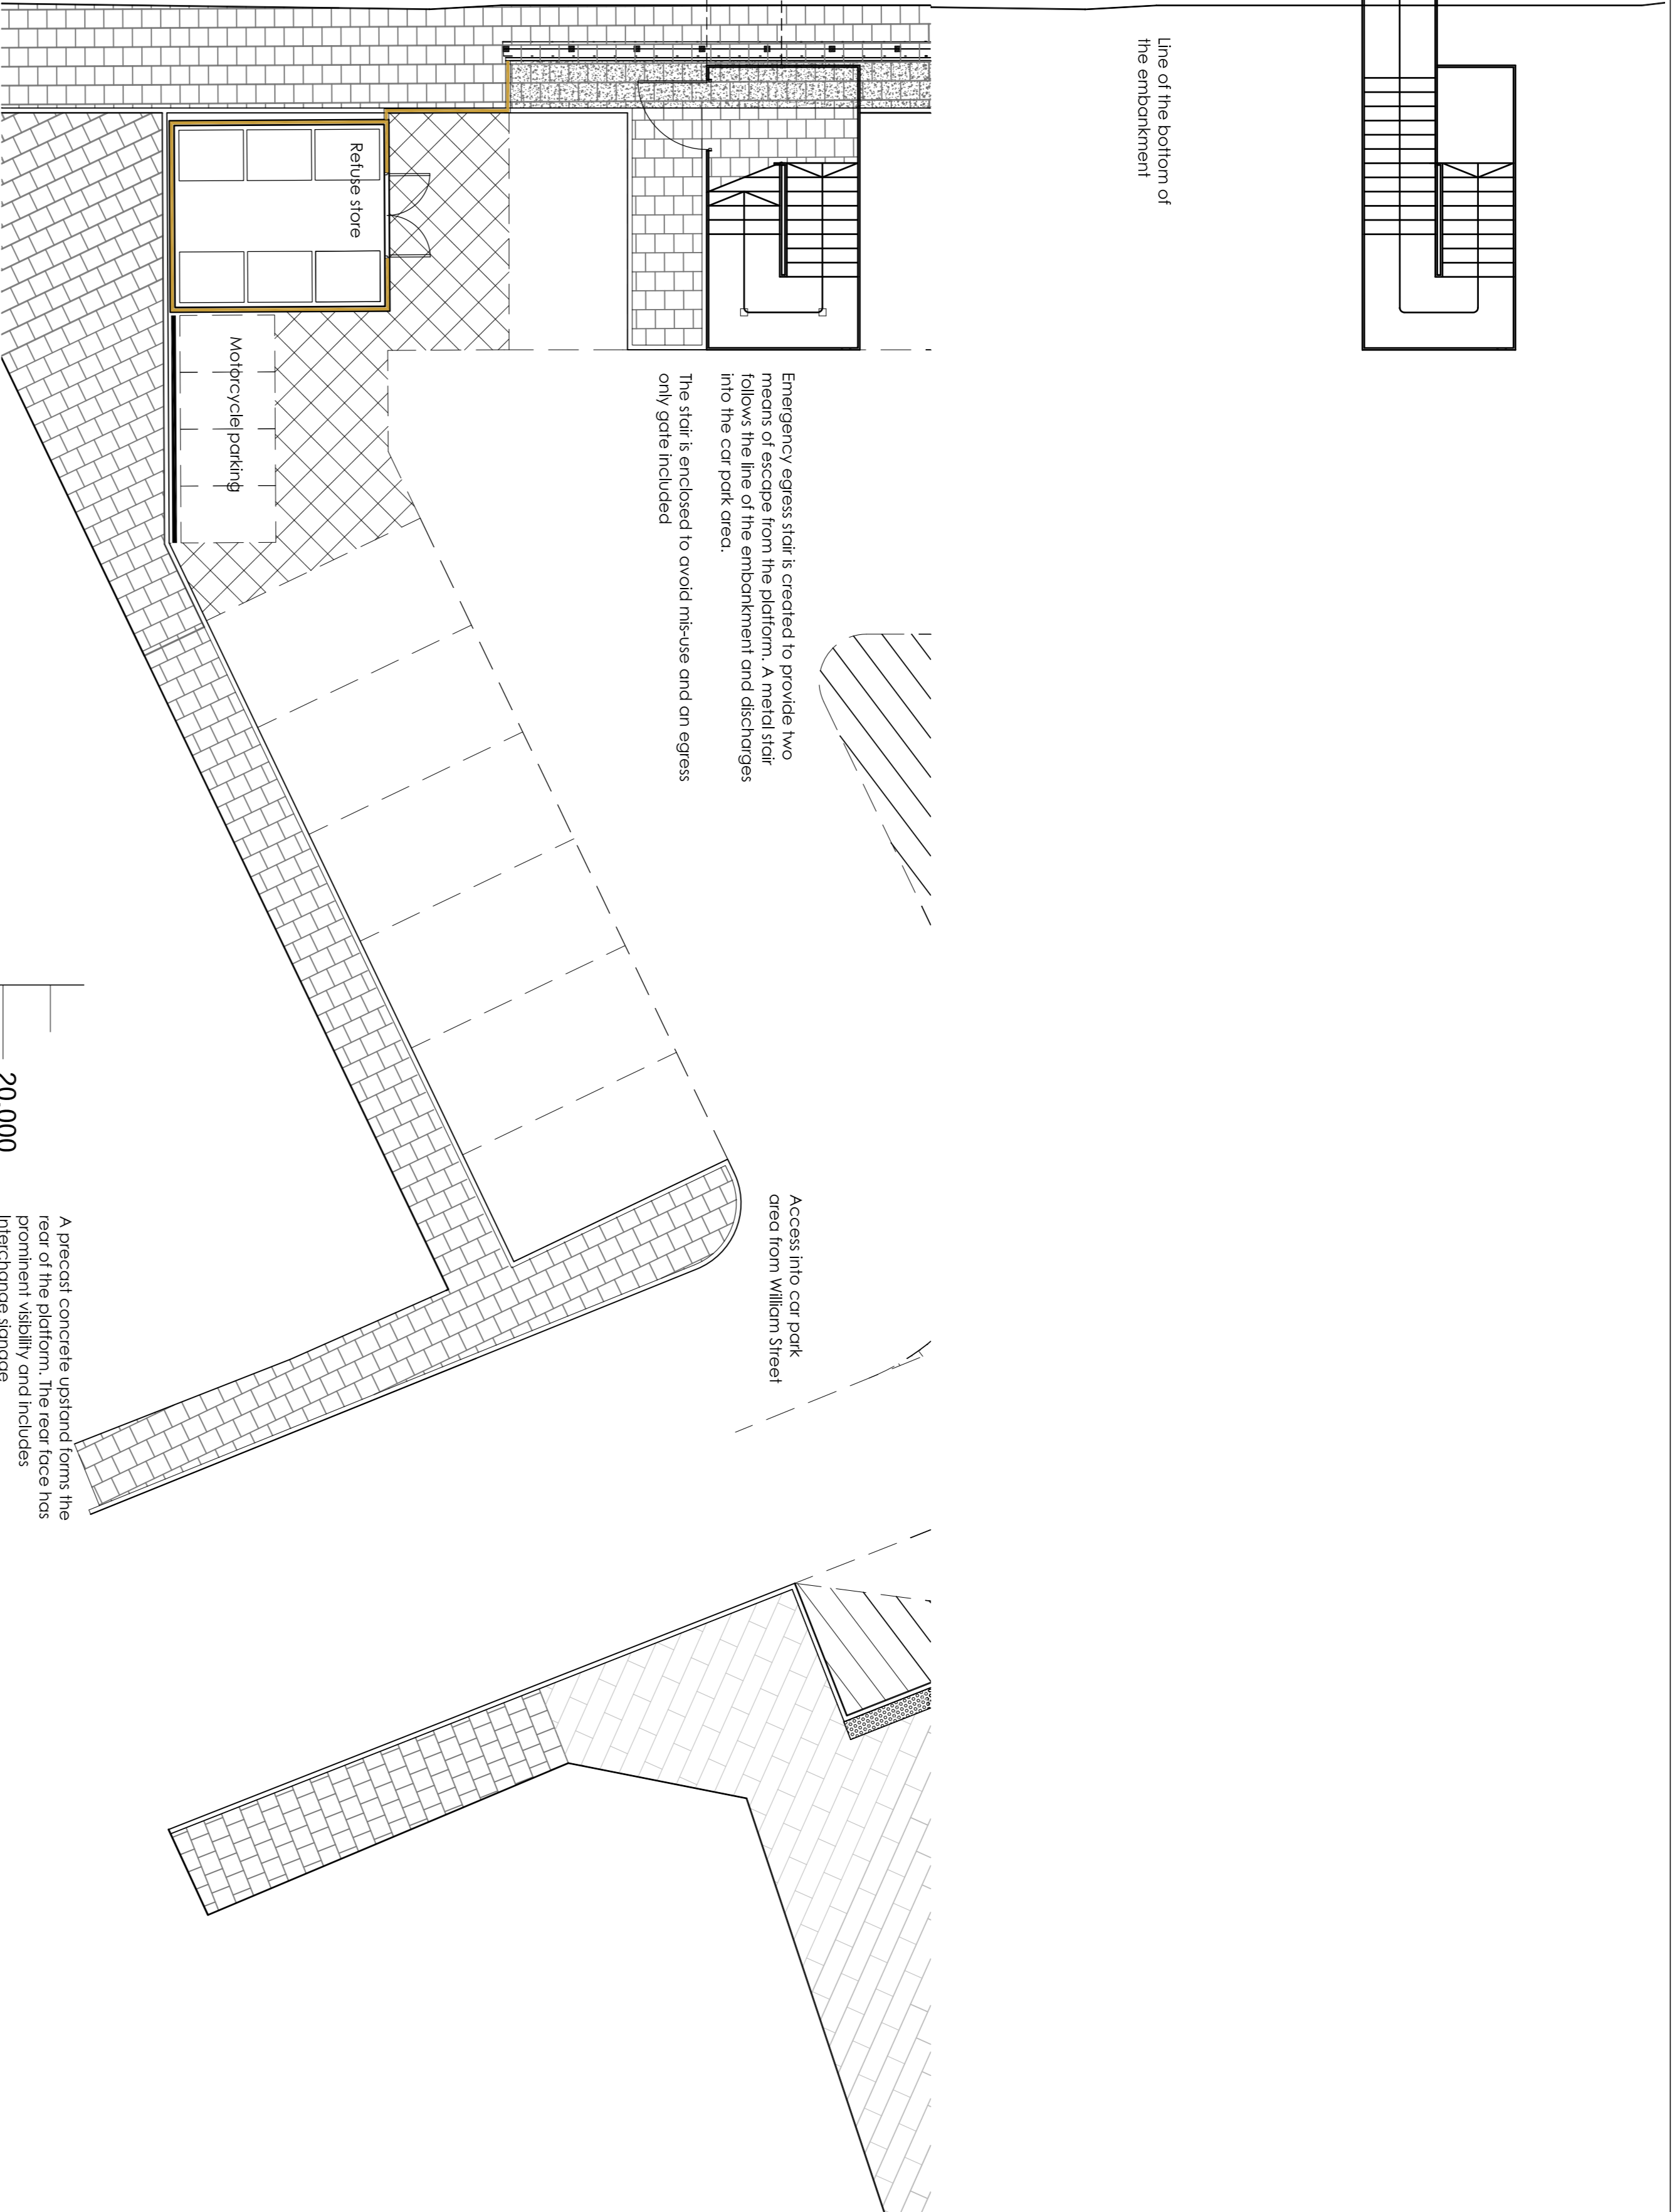 Line of the bottom of
the embankment
Refuse store
Motorcycle parking
Emergency egress stair is created to provide two
means of escape from the platform. A metal stair
follows the line of the embankment and discharges
into the car park area.
The stair is enclosed to avoid mis-use and an egress
only gate included
Access into car park
area from William Street
20.000
A precast concrete upstand forms the
rear of the platform. The rear face has
prominent visibility and includes
Interchange signage